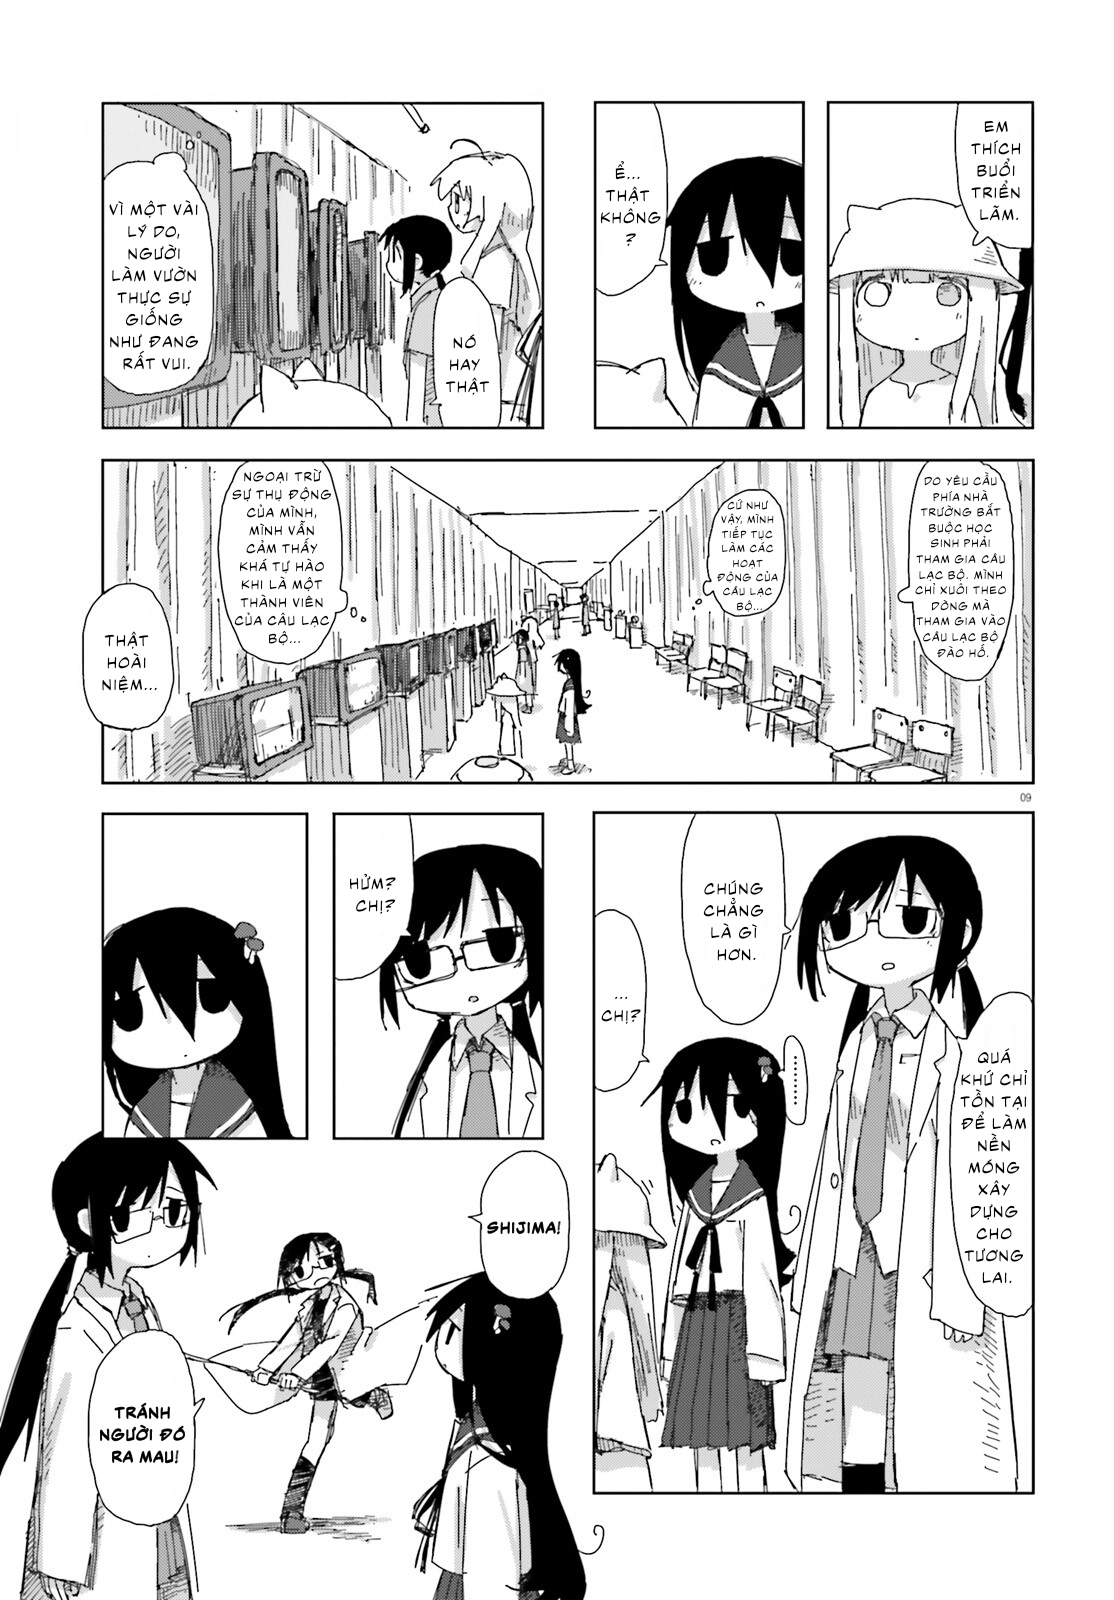 EM
THÍCH
BUỔI
TRIỂN
LÃM.
Ể...
THẬT
KHÔNG
?
NÓ
HAY
THẬT
VÌ MỘT VÀI
LÝ DO,
NGƯỜI
LÀM VƯỜN
THỰC SỰ
GIỐNG
NHƯ ĐANG
RẤT VUI.
DO YÊU CẦU
PHÍA NHÀ
TRƯỜNG BẮT
BUỘC HỌC
SINH PHẢI
THAM GIA CÂU
LẠC BỘ. MÌNH
CHỈ XUÔI THEO
DÒNG MÀ
THAM GIA VÀO
CÂU LẠC BỘ
ĐÀO HỐ.
CỨ NHƯ
VẬY, MÌNH
TIẾP TỤC
LÀM CÁC
HOẠT
ĐỘNG CỦA
CÂU LẠC
BỘ...
NGOẠI TRỪ
SỰ THỤ ĐỘNG
CỦA MÌNH,
MÌNH VẪN
CẢM THẤY
KHÁ TỰ HÀO
KHI LÀ MỘT
THÀNH VIÊN
CỦA CÂU LẠC
BỘ...
THẬT
HOÀI
NIỆM...
09
CHÚNG
CHẲNG
LÀ GÌ
HƠN.
QUÁ
KHỨ CHỈ
TỒN TẠI
ĐỂ LÀM
NỀN
MÓNG
XÂY
DỰNG
CHO
TƯƠNG
LAI.
.........
...
CHỊ?
HỬM?
CHỊ?
SHIJIMA!
TRÁNH
NGƯỜI ĐÓ
RA MAU!